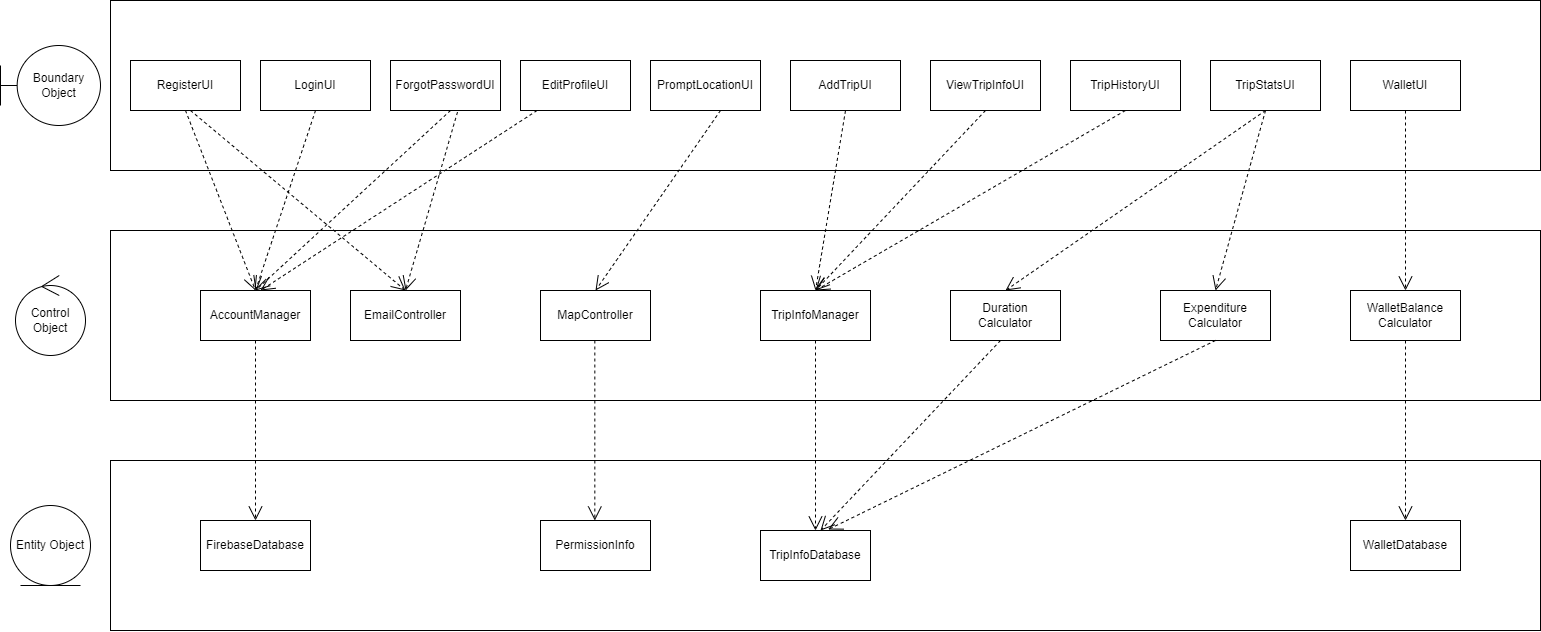 Boundary
Object
RegisterUI
LoginUI
ForgotPasswordUI
EditProfileUI
PromptLocationUI
AddTripUI
ViewTripInfoUI
TripHistoryUI
TripStatsUI
WalletUI
Control
Object
AccountManager
EmailController
MapController
TripInfoManager
Duration
Calculator
Expenditure
Calculator
WalletBalance
Calculator
Entity Object
FirebaseDatabase
PermissionInfo
TripInfoDatabase
WalletDatabase